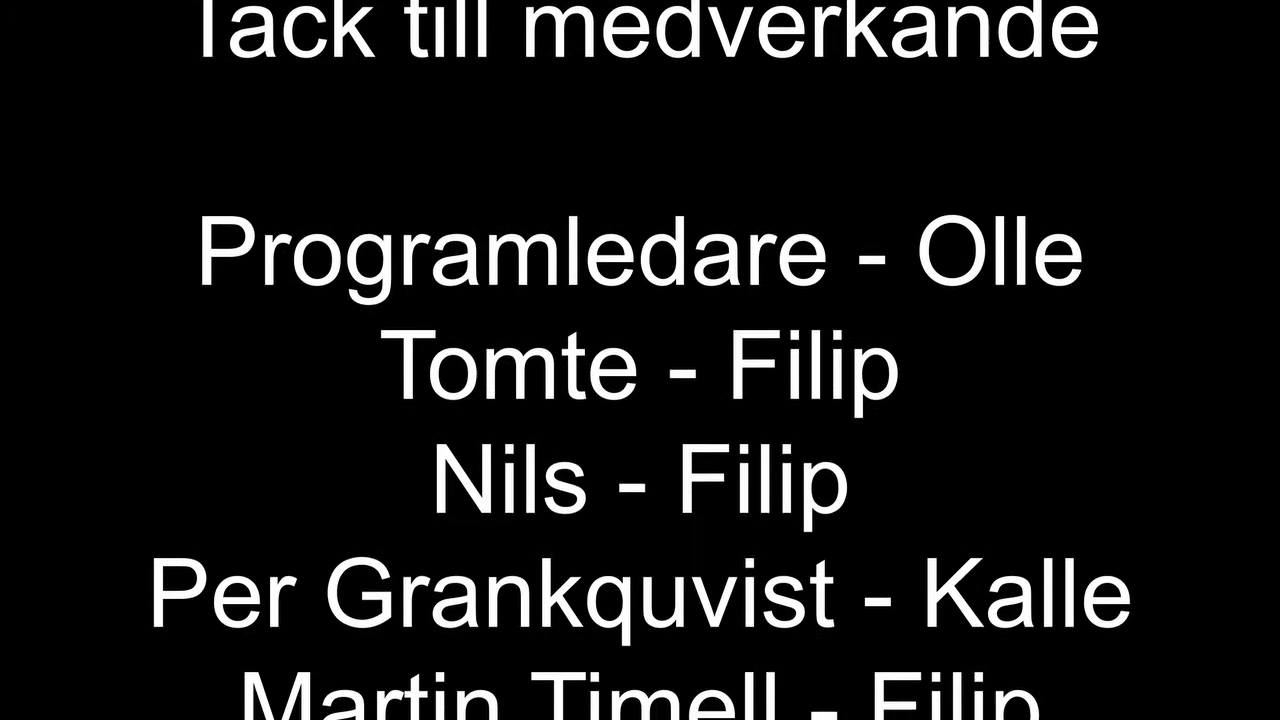 Tack till medverkande
Programledare - Olle
Tomte - Filip
Nils - Filip
Per Grankquvist - Kalle
Martin Timell - Filip